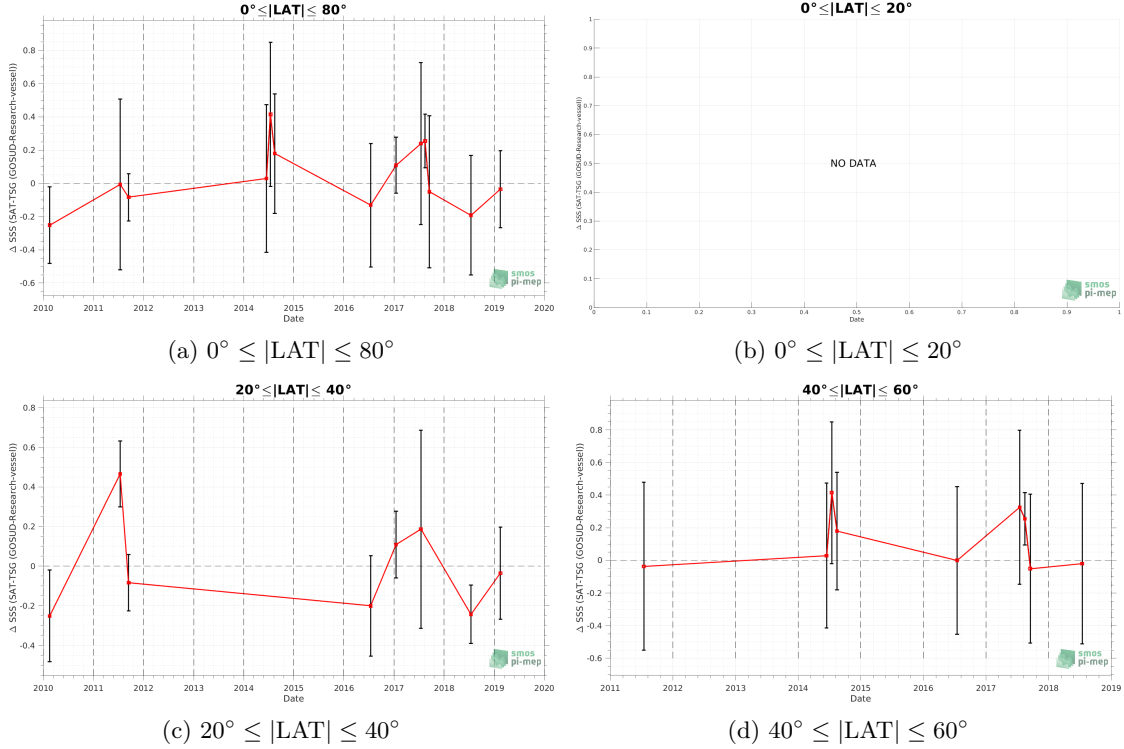 0°≤|LAT|≤ 80°
Δ SSS (SAT-TSG (GOSUD-Research-vessel))
0.8
0.6
0.4
0.2
0
-0.2
-0.4
-0.6
2010 2011 2012 2013 2014 2015 2016 2017 2018 2019 2020
Date
smos
pi-mep
(a) 0° ≤ |LAT| ≤ 80°
0°≤|LAT|≤ 20°
Δ SSS (SAT-TSG (GOSUD-Research-vessel))
1
0.9
0.8
0.7
0.6
0.5
0.4
0.3
0.2
0.1
0
NO DATA
0 0.1 0.2 0.3 0.4 0.5 0.6 0.7 0.8 0.9 1
Date
smos
pi-mep
(b) 0° ≤ |LAT| ≤ 20°
20°≤|LAT|≤ 40°
Δ SSS (SAT-TSG (GOSUD-Research-vessel))
0.8
0.6
0.4
0.2
0
-0.2
-0.4
2010 2011 2012 2013 2014 2015 2016 2017 2018 2019 2020
Date
smos
pi-mep
(c) 20° ≤ |LAT| ≤ 40°
40°≤|LAT|≤ 60°
Δ SSS (SAT-TSG (GOSUD-Research-vessel))
0.8
0.6
0.4
0.2
0
-0.2
-0.4
-0.6
2011 2012 2013 2014 2015 2016 2017 2018 2019
Date
smos
pi-mep
(d) 40° ≤ |LAT| ≤ 60°